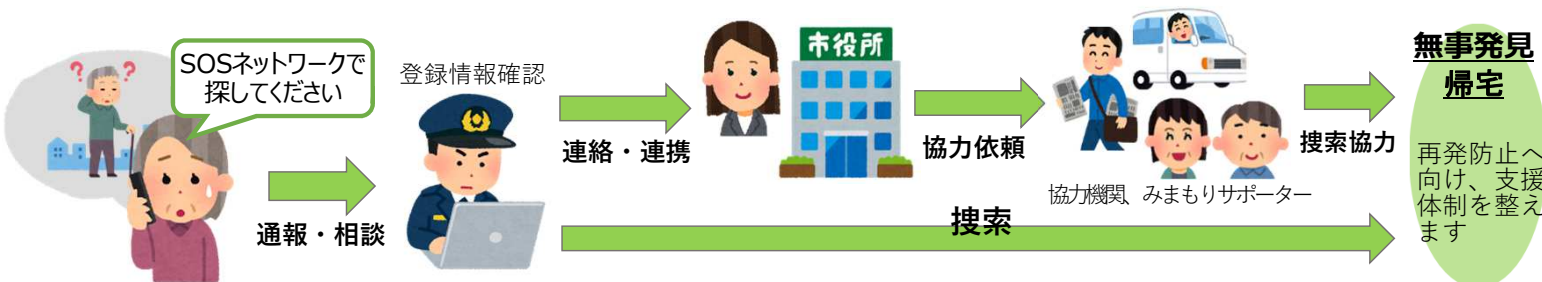 SOSネットワークで
探してください
通報・相談
登録情報確認
連絡・連携
市役所
協力依頼
協力機関、みまもりサポーター
捜索協力
捜索
無事発見
帰宅
再発防止へ
向け、支援
体制を整え
ます